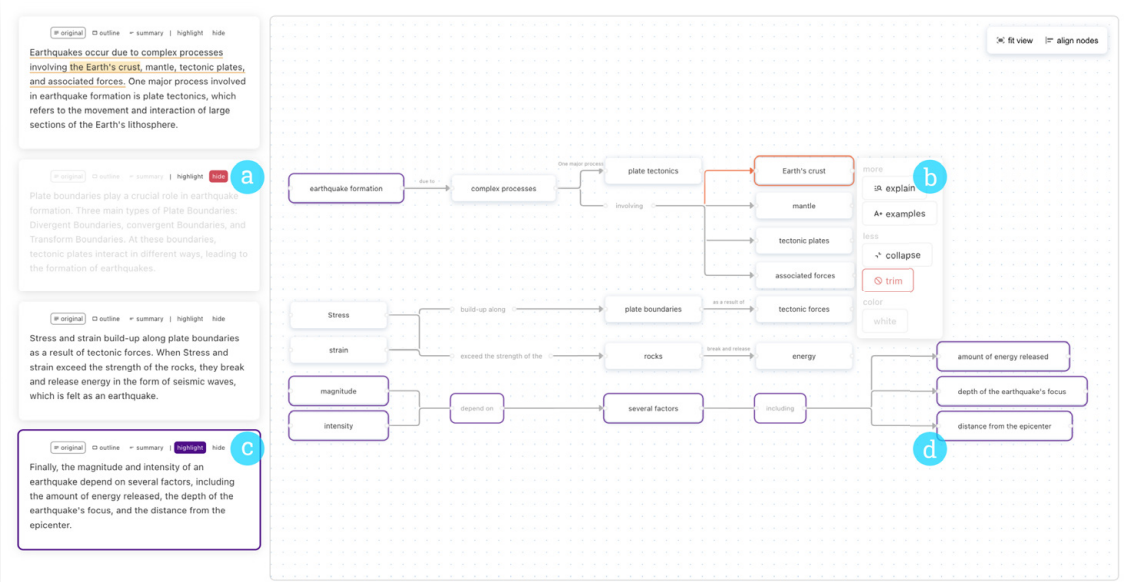 original outline summary | highlight hide
Earthquakes occur due to complex processes
involving the Earth's crust, mantle, tectonic plates,
and associated forces. One major process involved
in earthquake formation is plate tectonics, which
refers to the movement and interaction of large
sections of the Earth's lithosphere.
original outline summary | highlight hide
a
Plate boundaries play a crucial role in earthquake
formation. Three main types of Plate Boundaries:
Divergent Boundaries, convergent Boundaries, and
Transform Boundaries. At these boundaries,
tectonic plates interact in different ways, leading to
the formation of earthquakes.
original outline summary | highlight hide
Stress and strain build-up along plate boundaries
as a result of tectonic forces. When Stress and
strain exceed the strength of the rocks, they break
and release energy in the form of seismic waves,
which is felt as an earthquake.
original outline summary | highlight hide
c
Finally, the magnitude and intensity of an
earthquake depend on several factors, including
the amount of energy released, the depth of the
earthquake's focus, and the distance from the
epicenter.
fit view align nodes
earthquake formation
due to
complex processes
One major process
plate tectonics
involving
Earth's crust
mantle
tectonic plates
associated forces
more
b
explain
A+ examples
less
collapse
trim
color
white
Stress
strain
build-up along
plate boundaries
as a result of
tectonic forces
exceed the strength of the
rocks
break and release
energy
magnitude
intensity
depend on
several factors
including
amount of energy released
depth of the earthquake's focus
distance from the epicenter
d